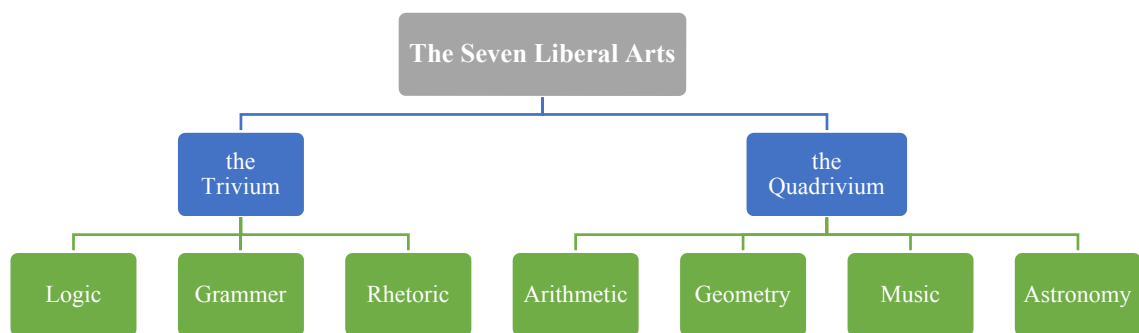 The Seven Liberal Arts
the
Trivium
the
Quadrivium
Logic
Grammer
Rhetoric
Arithmetic
Geometry
Music
Astronomy